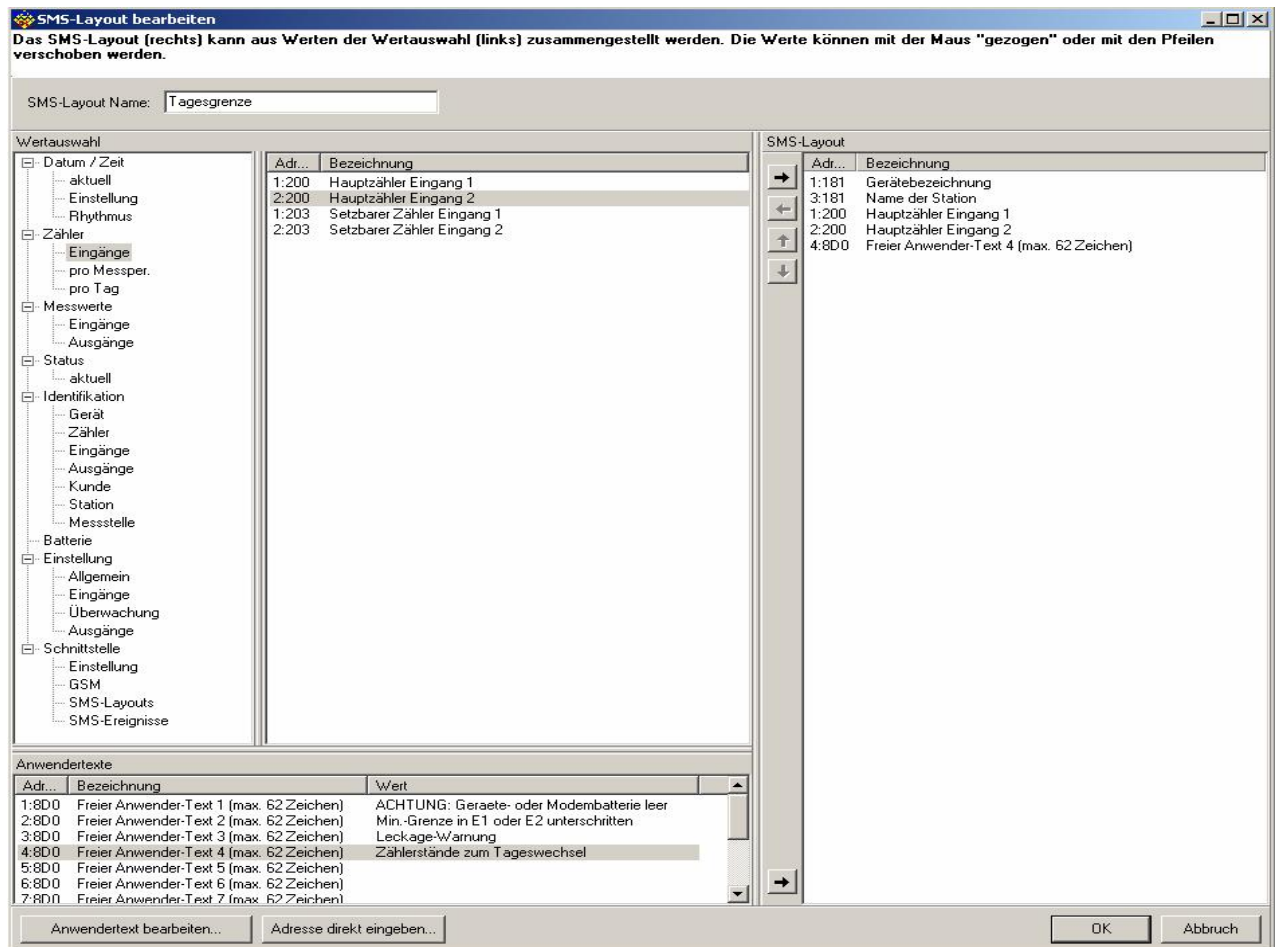 SMS-Layout bearbeiten
Das SMS-Layout (rechts) kann aus Werten der Wertauswahl (links) zusammengestellt werden. Die Werte können mit der Maus "gezogen" oder mit den Pfeilen
verschoben werden.
SMS-Layout Name: Tagesgrenze
Wertauswahl
Datum / Zeit
aktuell
Einstellung
Rhythmus
Zähler
Eingänge
pro Messper.
pro Tag
Messwerte
Eingänge
Ausgänge
Status
aktuell
Identifikation
Gerät
Zähler
Eingänge
Ausgänge
Kunde
Station
Messstelle
Batterie
Einstellung
Allgemein
Eingänge
Überwachung
Ausgänge
Schnittstelle
Einstellung
GSM
SMS-Layouts
SMS-Ereignisse
Adr... Bezeichnung
1:200 Hauptzähler Eingang 1
2:200 Hauptzähler Eingang 2
1:203 Setzbarer Zähler Eingang 1
2:203 Setzbarer Zähler Eingang 2
SMS-Layout
Adr... Bezeichnung
1:181 Gerätebezeichnung
3:181 Name der Station
1:200 Hauptzähler Eingang 1
2:200 Hauptzähler Eingang 2
4:8D0 Freier Anwender-Text 4 (max. 62 Zeichen)
Anwendertexte
Adr... Bezeichnung Wert
1:8D0 Freier Anwender-Text 1 (max. 62 Zeichen) ACHTUNG: Geraete- oder Modembatterie leer
2:8D0 Freier Anwender-Text 2 (max. 62 Zeichen) Min.-Grenze in E1 oder E2 unterschritten
3:8D0 Freier Anwender-Text 3 (max. 62 Zeichen) Leckage-Warnung
4:8D0 Freier Anwender-Text 4 (max. 62 Zeichen) Zählerstände zum Tageswechsel
5:8D0 Freier Anwender-Text 5 (max. 62 Zeichen)
6:8D0 Freier Anwender-Text 6 (max. 62 Zeichen)
7:8D0 Freier Anwender-Text 7 (max. 62 Zeichen)
Anwendertext bearbeiten... Adresse direkt eingeben... OK Abbruch